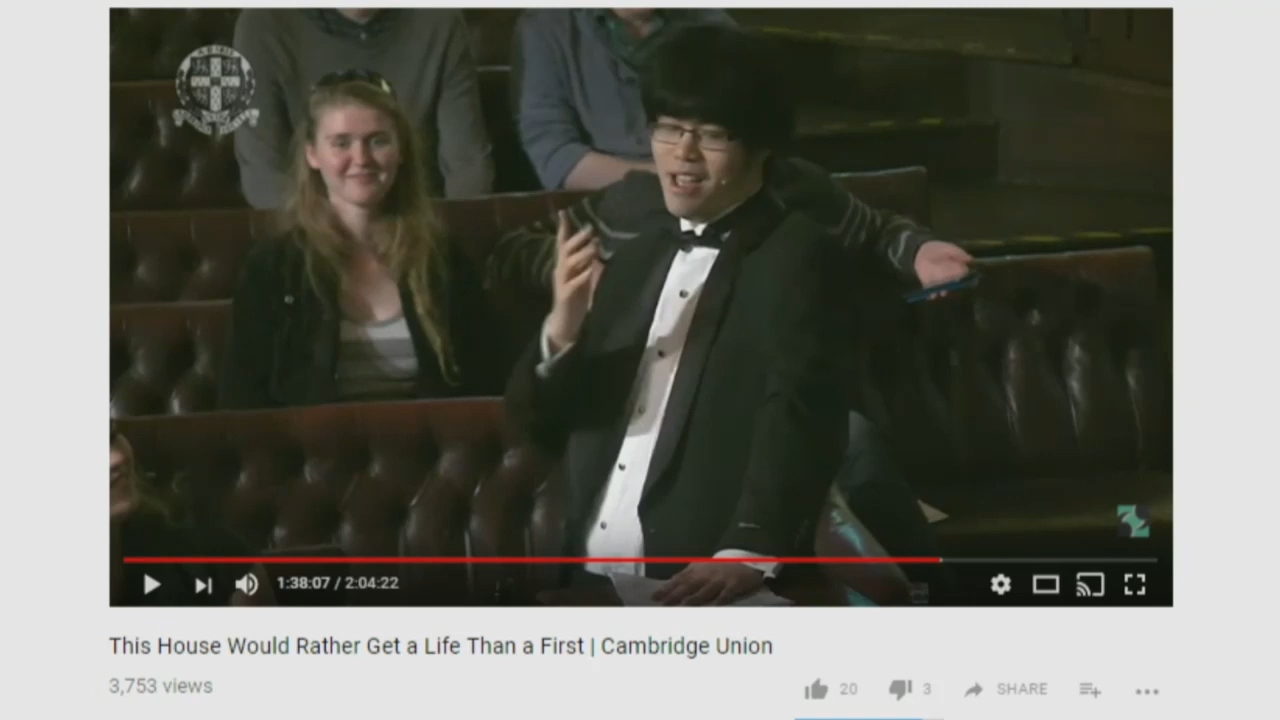 1:38:07 / 2:04:22
This House Would Rather Get a Life Than a First | Cambridge Union
3,753 views
20
3
SHARE